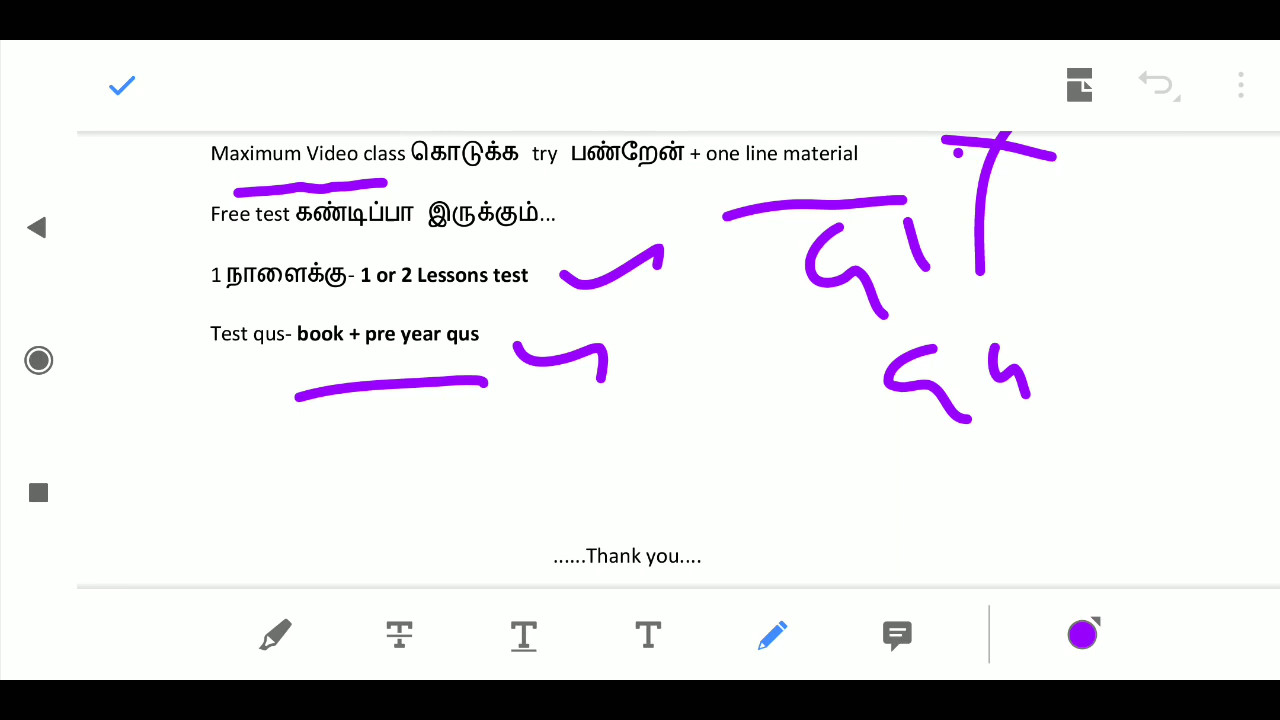 Maximum Video class கொடுக்க try பண்றேன் + one line material
Free test கண்டிப்பா இருக்கும்...
1 நாளைக்கு- 1 or 2 Lessons test
Test qus- book + pre year qus
......Thank you....